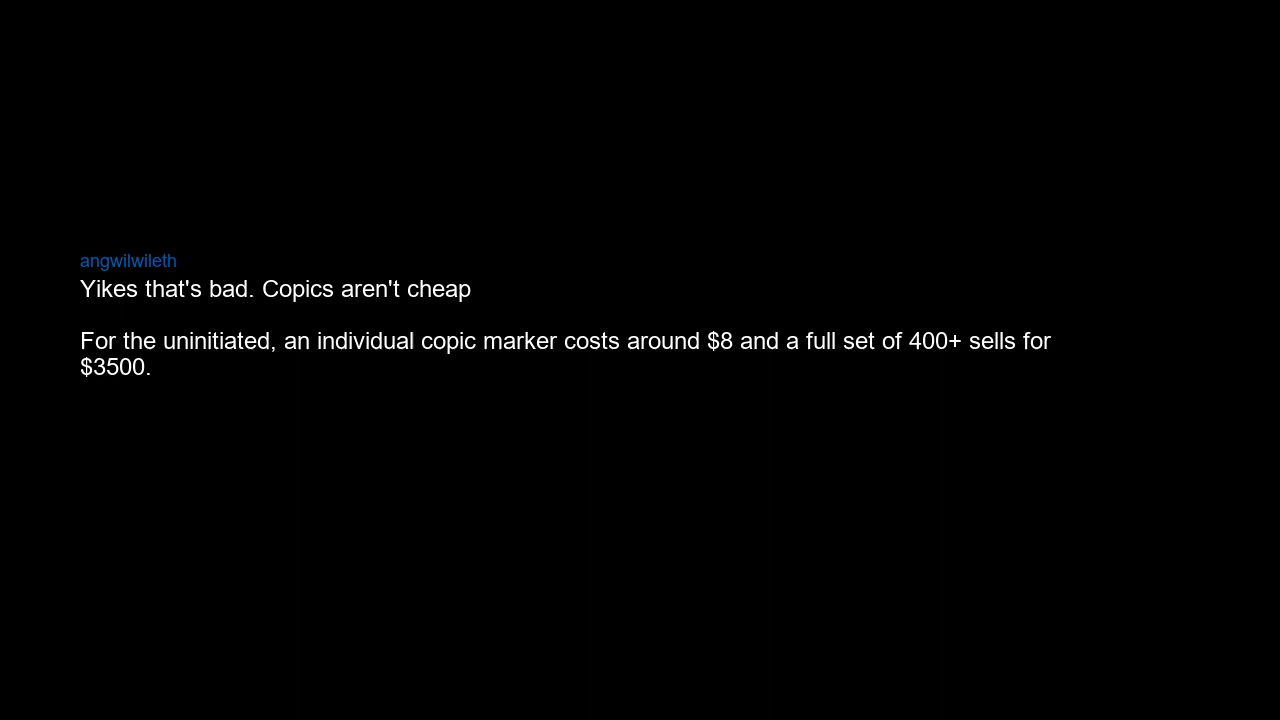 angwilwileth
Yikes that's bad. Copics aren't cheap
For the uninitiated, an individual copic marker costs around $8 and a full set of 400+ sells for
$3500.